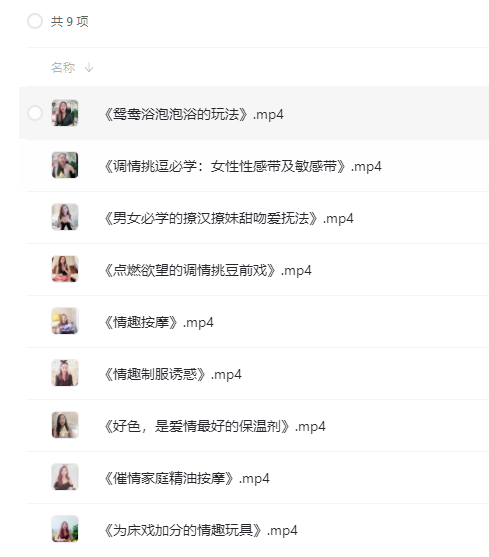 共 9 项
名称 ↓
《鸳鸯浴泡泡浴的玩法》.mp4
《调情挑逗必学：女性性感带及敏感带》.mp4
《男女必学的撩汉撩妹甜吻爱抚法》.mp4
《点燃欲望的调情挑豆前戏》.mp4
《情趣按摩》.mp4
《情趣制服诱惑》.mp4
《好色，是爱情最好的保温剂》.mp4
《催情家庭精油按摩》.mp4
《为床戏加分的情趣玩具》.mp4